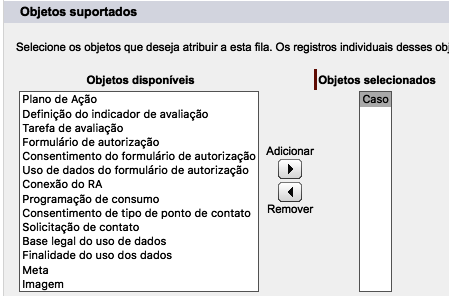 Objetos suportados
Selecione os objetos que deseja atribuir a esta fila. Os registros individuais desses
Objetos disponíveis
Objetos selecionados
Plano de Ação
Definição do indicador de avaliação
Tarefa de avaliação
Formulário de autorização
Consentimento do formulário de autorização
Uso de dados do formulário de autorização
Conexão do RA
Programação de consumo
Consentimento de tipo de ponto de contato
Solicitação de contato
Base legal do uso de dados
Finalidade do uso dos dados
Meta
Imagem
Adicionar
Remover
Caso